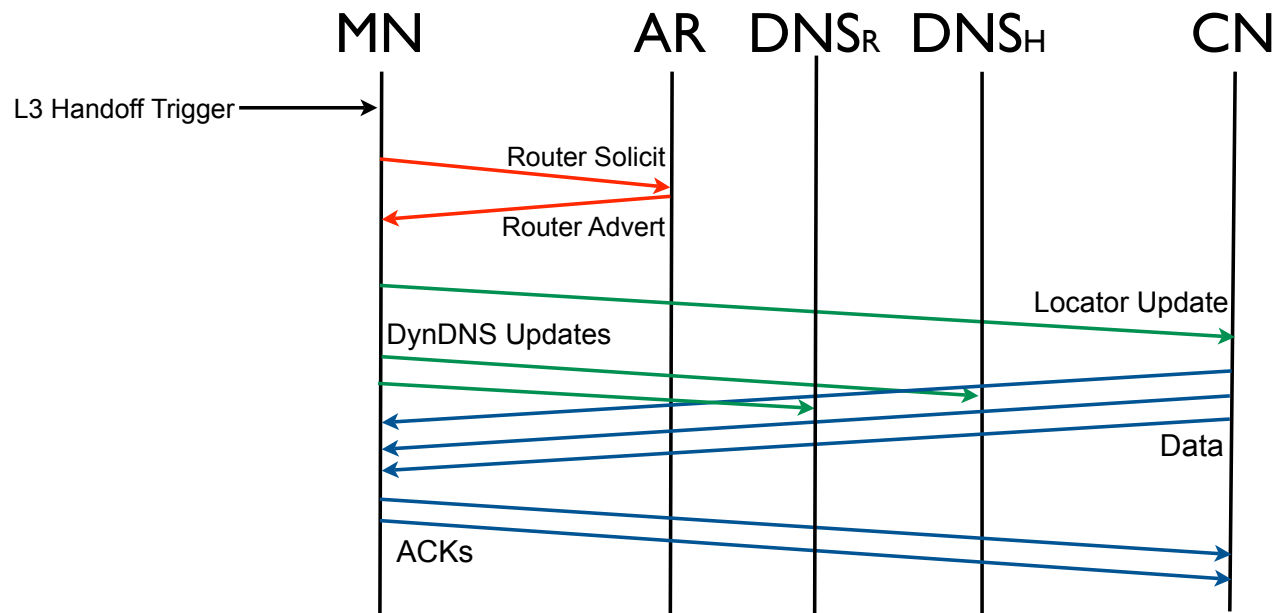 MN AR DNSR DNSH CN
L3 Handoff Trigger
Router Solicit
Router Advert
Locator Update
DynDNS Updates
Data
ACKs